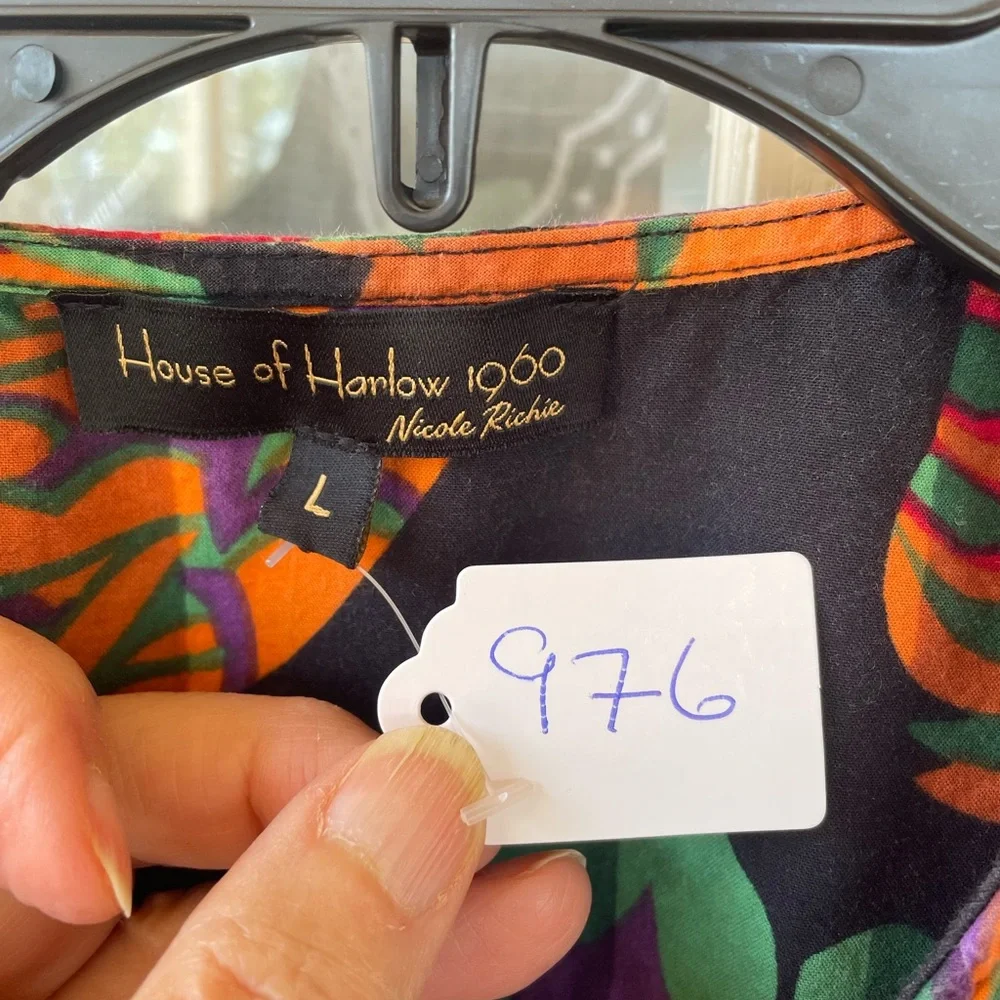 House of Harlow 1960
Nicole Richie
L
976